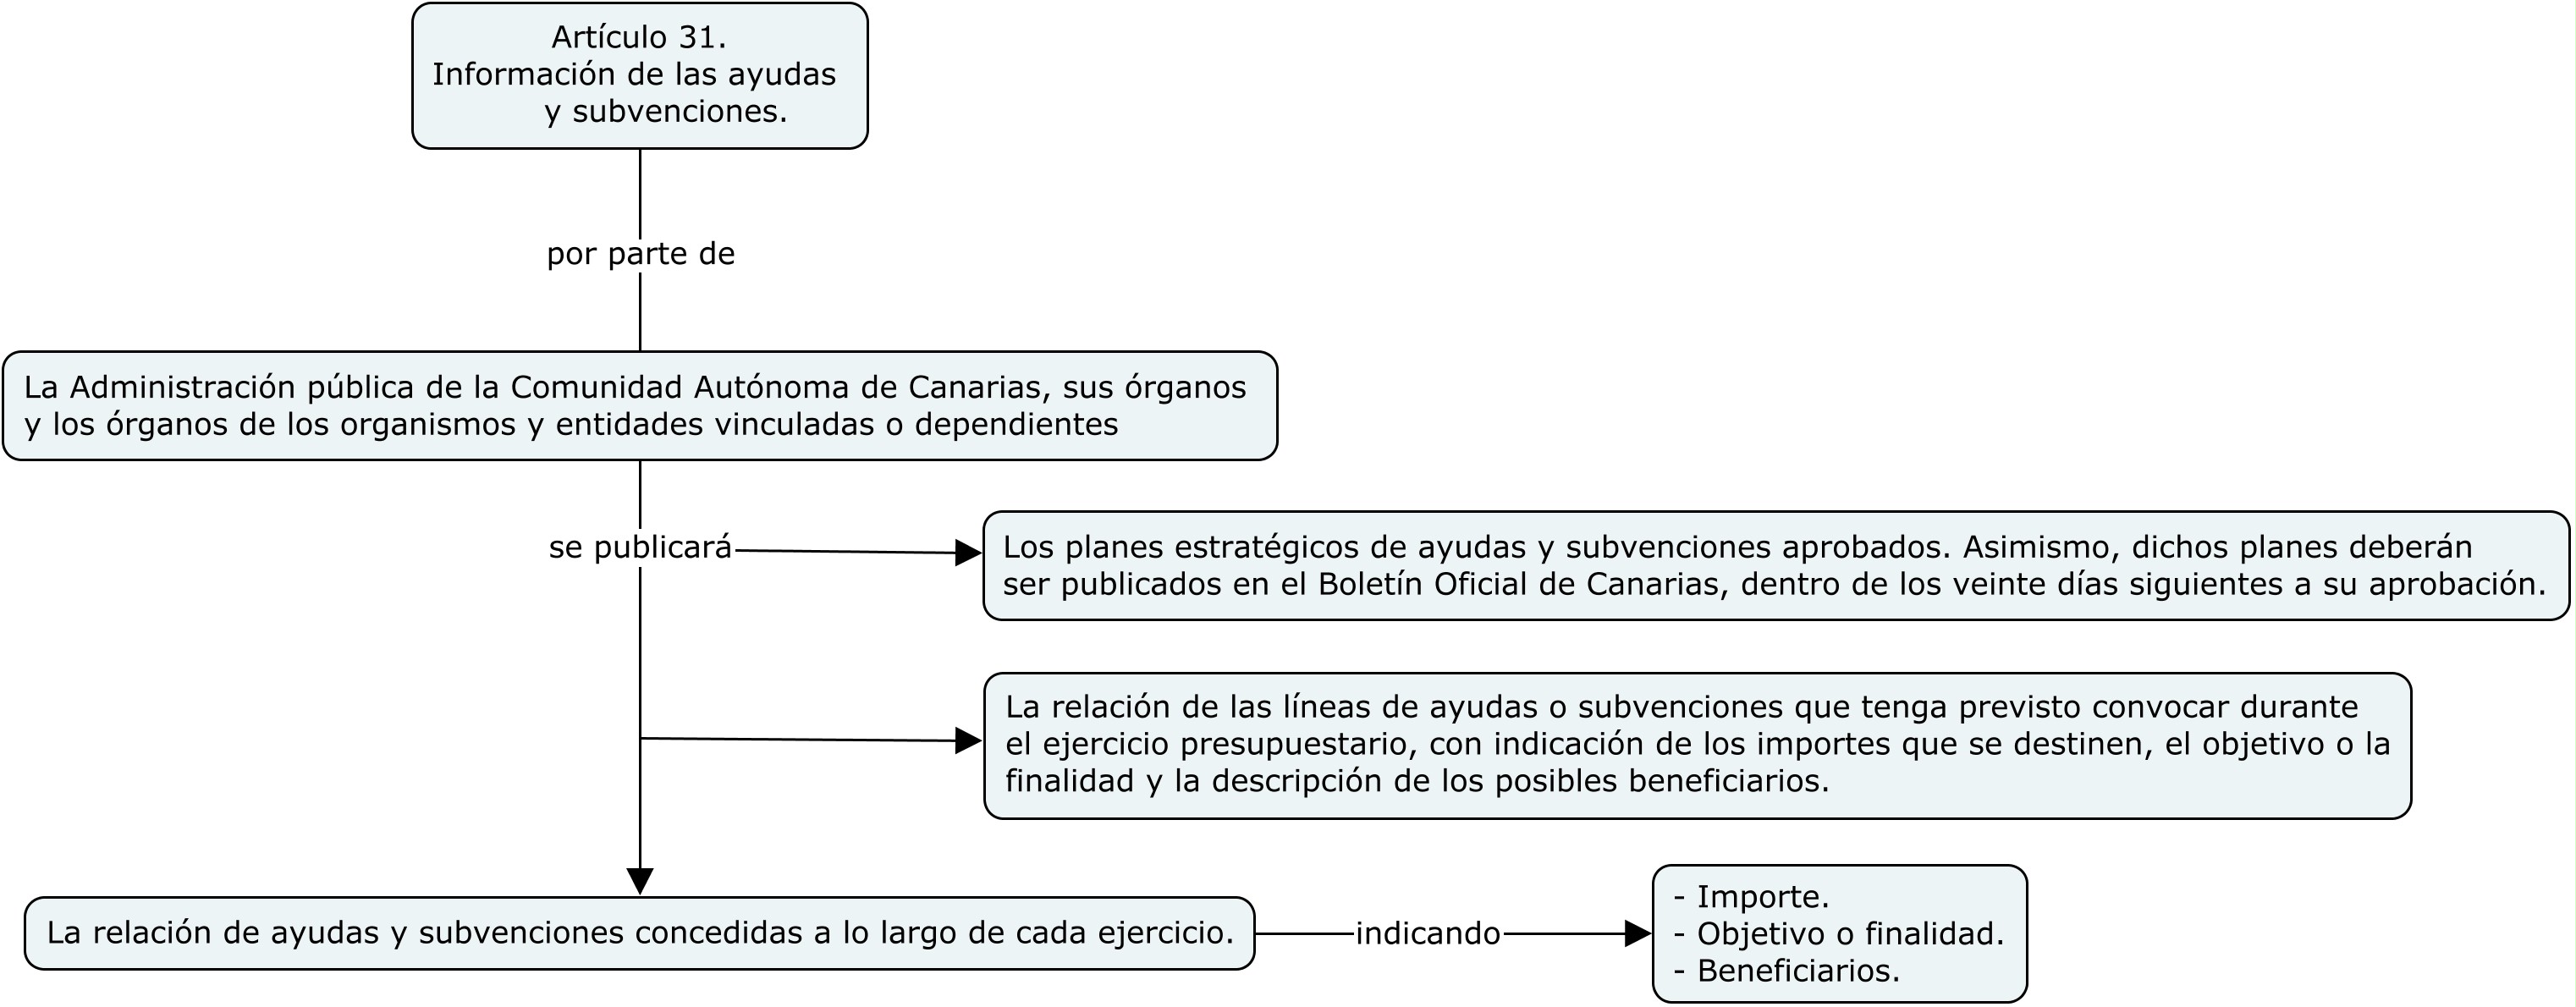 Artículo 31.
Información de las ayudas
y subvenciones.
por parte de
La Administración pública de la Comunidad Autónoma de Canarias, sus órganos
y los órganos de los organismos y entidades vinculadas o dependientes
se publicará
Los planes estratégicos de ayudas y subvenciones aprobados. Asimismo, dichos planes deberán
ser publicados en el Boletín Oficial de Canarias, dentro de los veinte días siguientes a su aprobación.
La relación de las líneas de ayudas o subvenciones que tenga previsto convocar durante
el ejercicio presupuestario, con indicación de los importes que se destinen, el objetivo o la
finalidad y la descripción de los posibles beneficiarios.
La relación de ayudas y subvenciones concedidas a lo largo de cada ejercicio.
indicando
- Importe.
- Objetivo o finalidad.
- Beneficiarios.